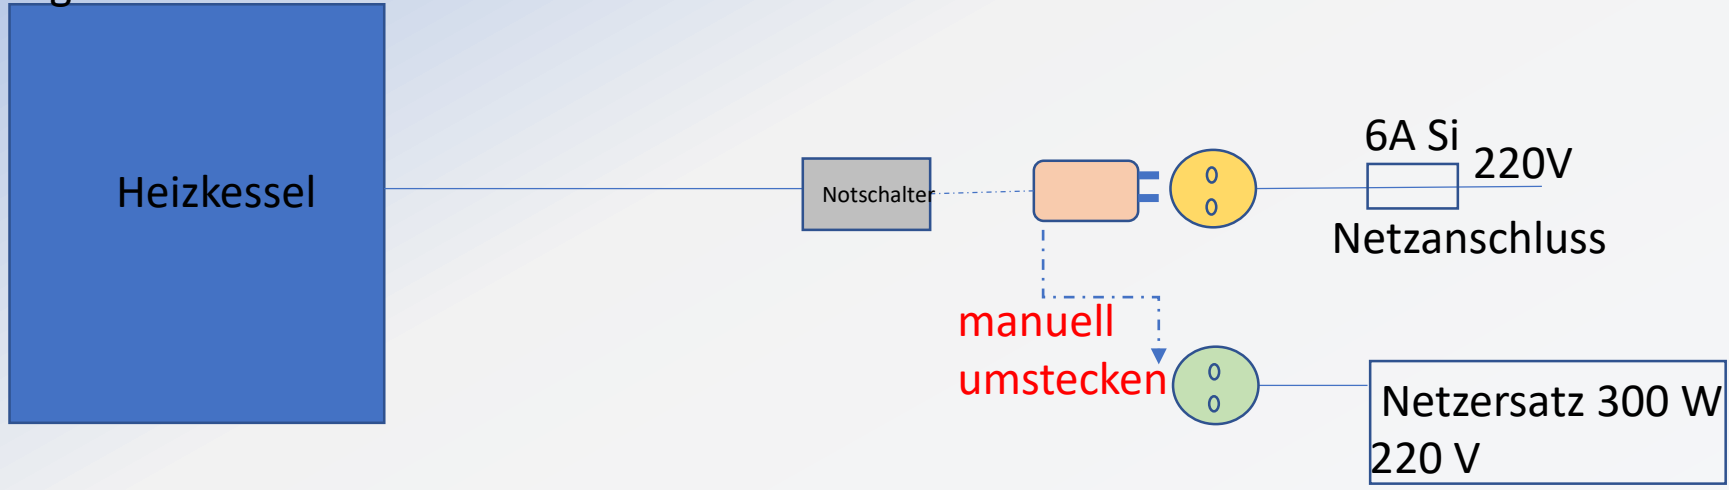 Heizkessel
Notschalter
6A Si
220V
Netzanschluss
manuell
umstecken
Netzersatz 300 W
220 V